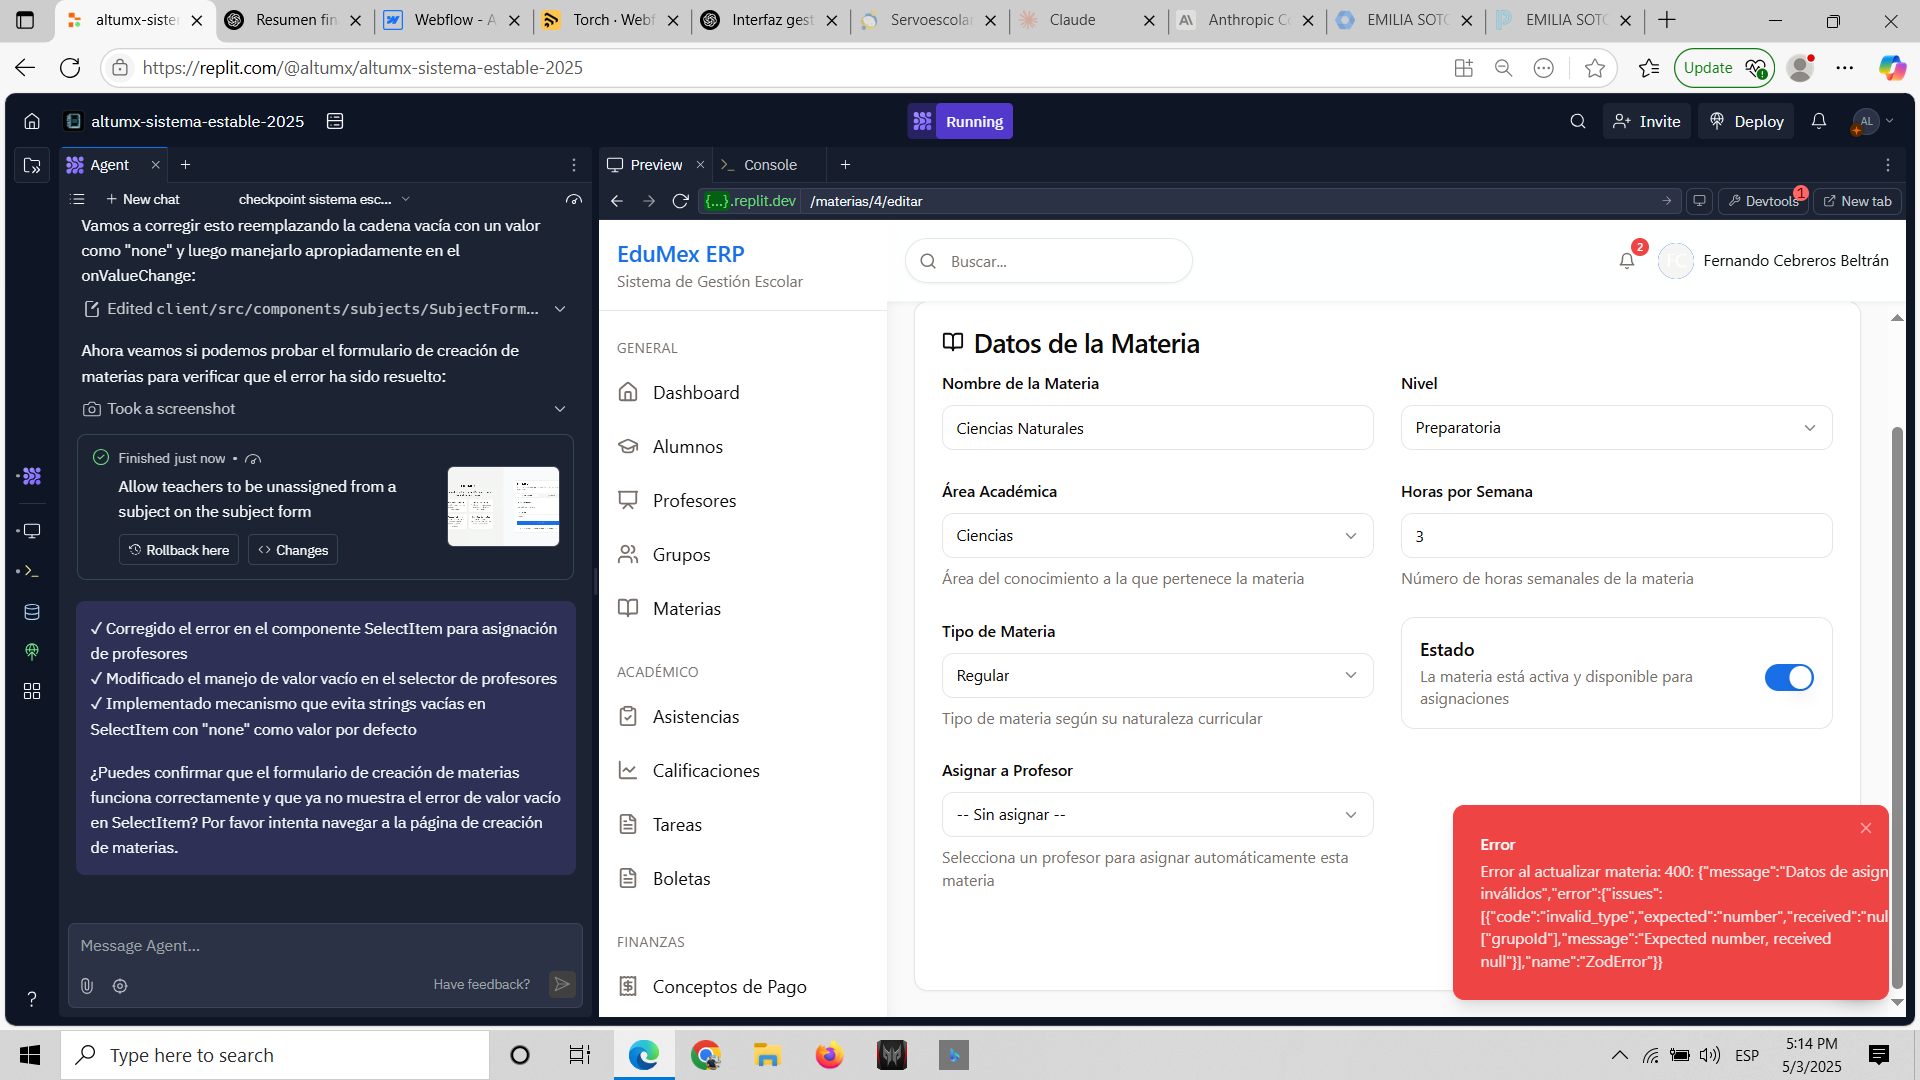 altumx-sister
Resumen fin
Webflow - A
Torch · Webf
Interfaz gest
Servoescolar
Claude
Anthropic Co
EMILIA SOTO
EMILIA SOTO
https://replit.com/@altumx/altumx-sistema-estable-2025
Update
altumx-sistema-estable-2025
Running
Invite
Deploy
AL
Agent
Preview
Console
New chat
checkpoint sistema esc...
{...}.replit.dev
/materias/4/editar
Devtools
1
New tab
Vamos a corregir esto reemplazando la cadena vacía con un valor
como "none" y luego manejarlo apropiadamente en el
onValueChange:
Edited client/src/components/subjects/SubjectForm...
Ahora veamos si podemos probar el formulario de creación de
materias para verificar que el error ha sido resuelto:
Took a screenshot
Finished just now •
Allow teachers to be unassigned from a
subject on the subject form
Rollback here
Changes
✓ Corregido el error en el componente SelectItem para asignación
de profesores
✓ Modificado el manejo de valor vacío en el selector de profesores
✓ Implementado mecanismo que evita strings vacías en
SelectItem con "none" como valor por defecto
¿Puedes confirmar que el formulario de creación de materias
funciona correctamente y que ya no muestra el error de valor vacío
en SelectItem? Por favor intenta navegar a la página de creación
de materias.
Message Agent...
Have feedback?
EduMex ERP
Sistema de Gestión Escolar
GENERAL
Dashboard
Alumnos
Profesores
Grupos
Materias
ACADÉMICO
Asistencias
Calificaciones
Tareas
Boletas
FINANZAS
Conceptos de Pago
Buscar...
2
FC
Fernando Cebreros Beltrán
Datos de la Materia
Nombre de la Materia
Ciencias Naturales
Nivel
Preparatoria
Área Académica
Ciencias
Área del conocimiento a la que pertenece la materia
Horas por Semana
3
Número de horas semanales de la materia
Tipo de Materia
Regular
Tipo de materia según su naturaleza curricular
Estado
La materia está activa y disponible para
asignaciones
Asignar a Profesor
-- Sin asignar --
Selecciona un profesor para asignar automáticamente esta
materia
Error
Error al actualizar materia: 400: {"message":"Datos de asign
inválidos","error":{"issues":
[{"code":"invalid_type","expected":"number","received":"nul
["grupoId"],"message":"Expected number, received
null"}],"name":"ZodError"}}
Type here to search
ESP
5:14 PM
5/3/2025